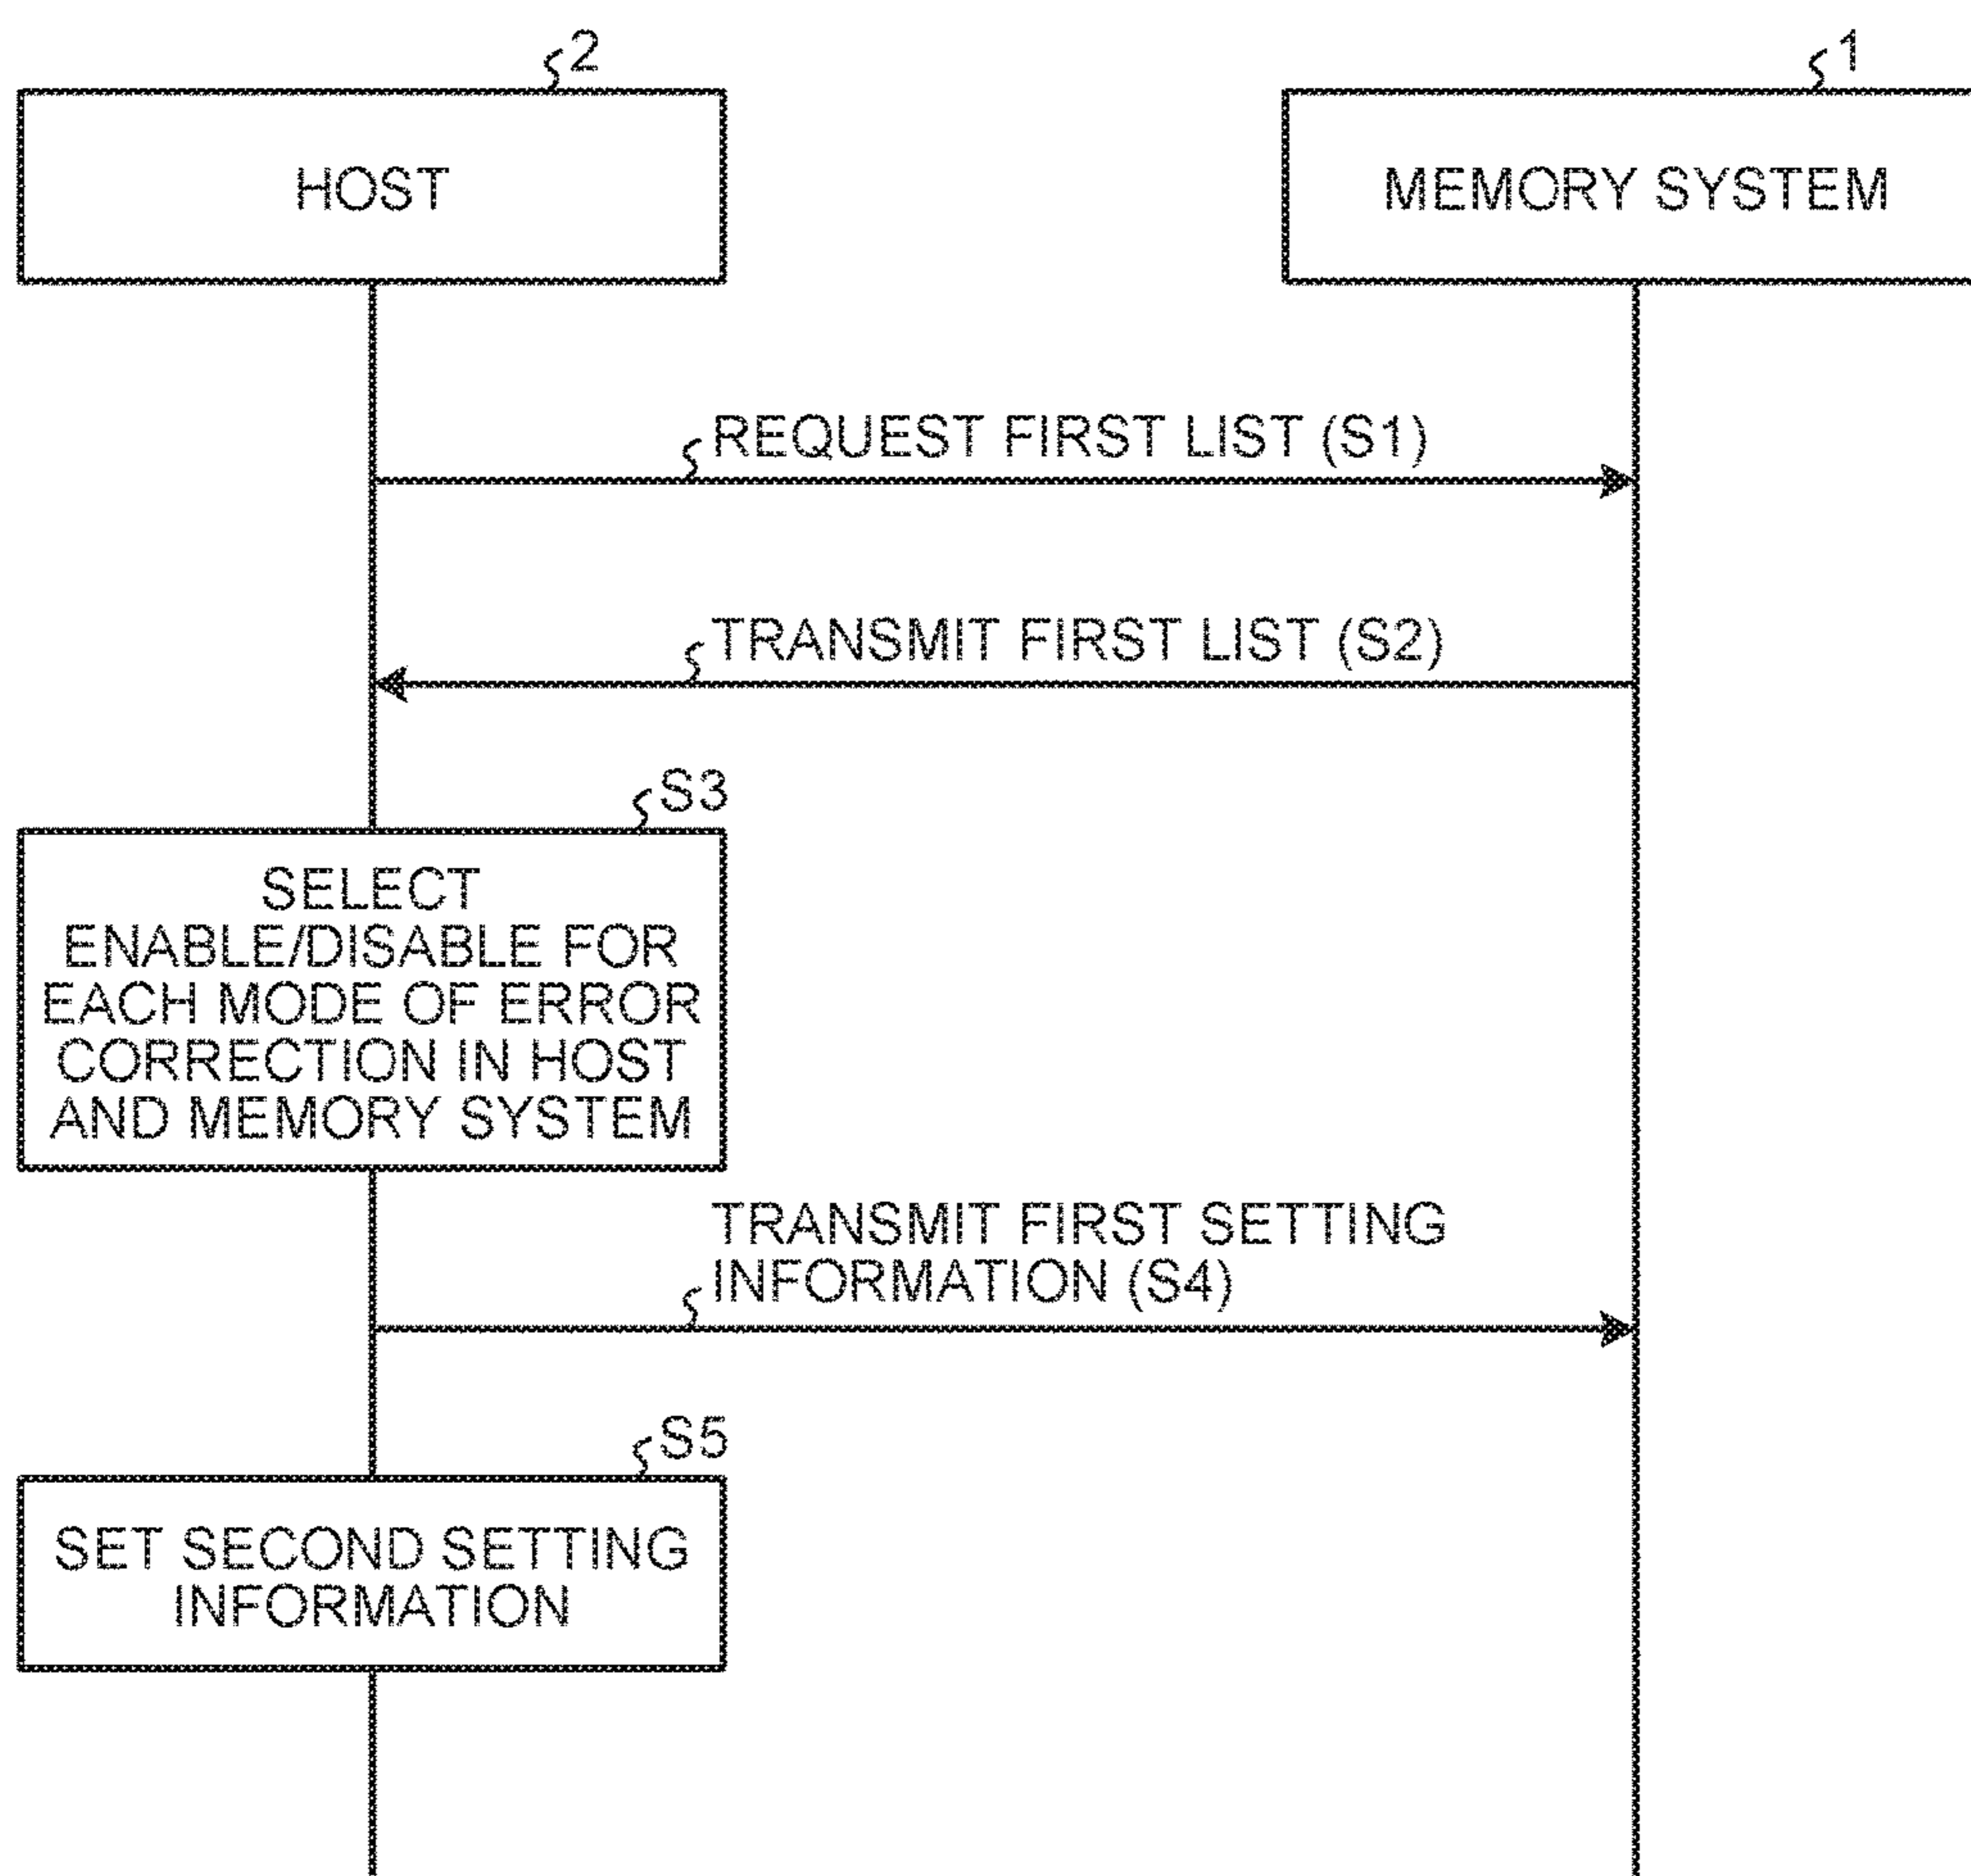 2
1
HOST
MEMORY SYSTEM
REQUEST FIRST LIST (S1)
TRANSMIT FIRST LIST (S2)
S3
SELECT
ENABLE/DISABLE FOR
EACH MODE OF ERROR
CORRECTION IN HOST
AND MEMORY SYSTEM
TRANSMIT FIRST SETTING
INFORMATION (S4)
S5
SET SECOND SETTING
INFORMATION